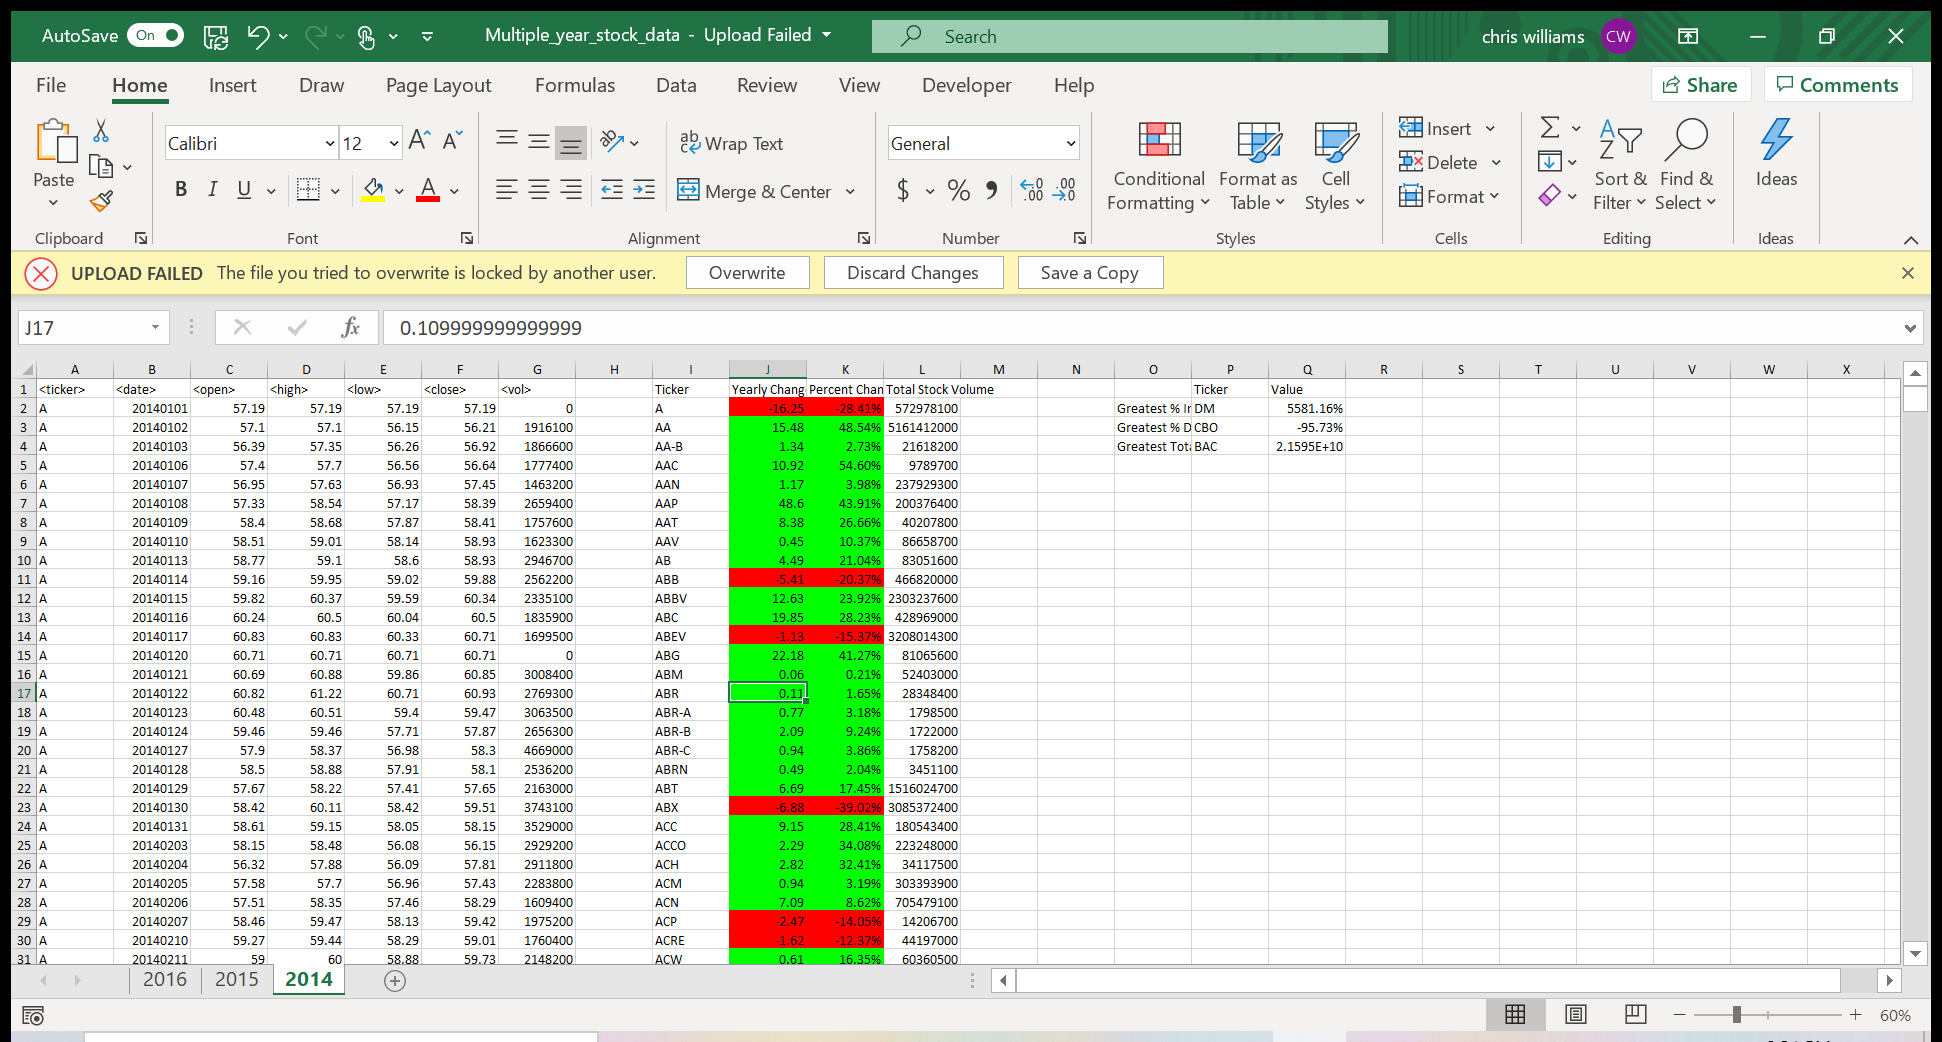 AutoSave On Multiple_year_stock_data - Upload Failed Search chris williams CW
File Home Insert Draw Page Layout Formulas Data Review View Developer Help Share Comments
Paste Calibri 12 A A ab Wrap Text General Conditional Formatting Format as Table Cell Styles Insert Delete Format Sort & Filter Find & Select Ideas
B I U A Merge & Center $ % 9
Clipboard Font Alignment Number Styles Cells Editing Ideas
UPLOAD FAILED The file you tried to overwrite is locked by another user. Overwrite Discard Changes Save a Copy
J17 fx 0.109999999999999
A B C D E F G H I J K L M N O P Q R S T U V W X
1 <ticker> <date> <open> <high> <low> <close> <vol> Ticker Yearly Chang Percent Chan Total Stock Volume Ticker Value
2 A 20140101 57.19 57.19 57.19 57.19 0 A -16.25 -28.41% 572978100 Greatest % In DM 5581.16%
3 A 20140102 57.1 57.1 56.15 56.21 1916100 AA 15.48 48.54% 5161412000 Greatest % D CBO -95.73%
4 A 20140103 56.39 57.35 56.26 56.92 1866600 AA-B 1.34 2.73% 21618200 Greatest Tota BAC 2.1595E+10
5 A 20140106 57.4 57.7 56.56 56.64 1777400 AAC 10.92 54.60% 9789700
6 A 20140107 56.95 57.63 56.93 57.45 1463200 AAN 1.17 3.98% 237929300
7 A 20140108 57.33 58.54 57.17 58.39 2659400 AAP 48.6 43.91% 200376400
8 A 20140109 58.4 58.68 57.87 58.41 1757600 AAT 8.38 26.66% 40207800
9 A 20140110 58.51 59.01 58.14 58.93 1623300 AAV 0.45 10.37% 86658700
10 A 20140113 58.77 59.1 58.6 58.93 2946700 AB 4.49 21.04% 83051600
11 A 20140114 59.16 59.95 59.02 59.88 2562200 ABB -5.41 -20.37% 466820000
12 A 20140115 59.82 60.37 59.59 60.34 2335100 ABBV 12.63 23.92% 2303237600
13 A 20140116 60.24 60.5 60.04 60.5 1835900 ABC 19.85 28.23% 428969000
14 A 20140117 60.83 60.83 60.33 60.71 1699500 ABEV -1.13 -15.37% 3208014300
15 A 20140120 60.71 60.71 60.71 60.71 0 ABG 22.18 41.27% 81065600
16 A 20140121 60.69 60.88 59.86 60.85 3008400 ABM 0.06 0.21% 52403000
17 A 20140122 60.82 61.22 60.71 60.93 2769300 ABR 0.11 1.65% 28348400
18 A 20140123 60.48 60.51 59.4 59.47 3063500 ABR-A 0.77 3.18% 1798500
19 A 20140124 59.46 59.46 57.71 57.87 2656300 ABR-B 2.09 9.24% 1722000
20 A 20140127 57.9 58.37 56.98 58.3 4669000 ABR-C 0.94 3.86% 1758200
21 A 20140128 58.5 58.88 57.91 58.1 2536200 ABRN 0.49 2.04% 3451100
22 A 20140129 57.67 58.22 57.41 57.65 2163000 ABT 6.69 17.45% 1516024700
23 A 20140130 58.42 60.11 58.42 59.51 3743100 ABX -6.88 -39.02% 3085372400
24 A 20140131 58.61 59.15 58.05 58.15 3529000 ACC 9.15 28.41% 180543400
25 A 20140203 58.15 58.48 56.08 56.15 2929200 ACCO 2.29 34.08% 223248000
26 A 20140204 56.32 57.88 56.09 57.81 2911800 ACH 2.82 32.41% 34117500
27 A 20140205 57.58 57.7 56.96 57.43 2283800 ACM 0.94 3.19% 303393900
28 A 20140206 57.51 58.35 57.46 58.29 1609400 ACN 7.09 8.62% 705479100
29 A 20140207 58.46 59.47 58.13 59.42 1975200 ACP -2.47 -14.05% 14206700
30 A 20140210 59.27 59.44 58.29 59.01 1760400 ACRE -1.62 -12.37% 44197000
31 A 20140211 59 60 58.88 59.73 2148200 ACW 0.61 16.35% 60360500
2016 2015 2014
60%